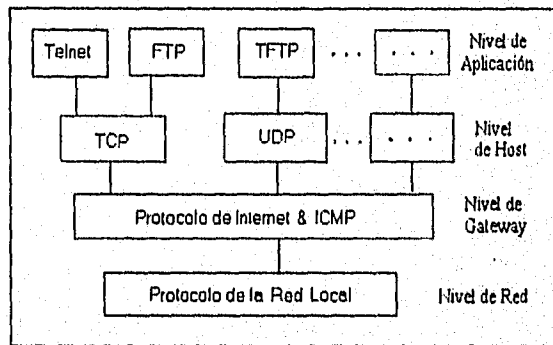 Telnet FTP TFTP . . . . . . Nivel de
Aplicación
TCP UDP . . . . . . Nivel
de Host
Protocolo de Internet & ICMP Nivel de
Gateway
Protocolo de la Red Local Nivel de Red